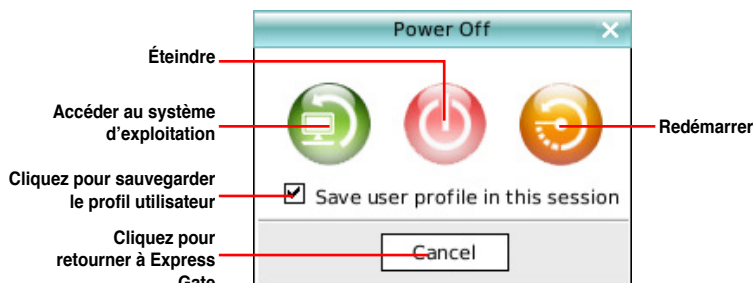 Power Off
Éteindre
Accéder au système
d'exploitation
Redémarrer
Cliquez pour sauvegarder
le profil utilisateur
Save user profile in this session
Cliquez pour
retourner à Express
Gate
Cancel